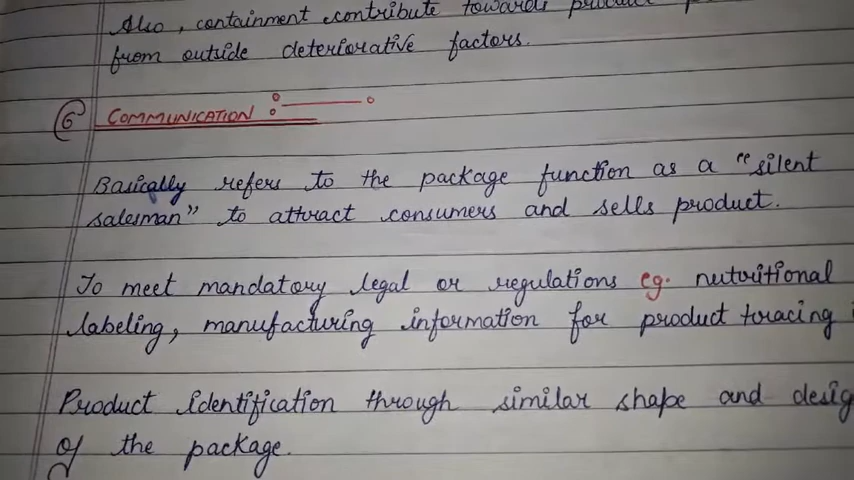 Also, containment contribute towards product
from outside deteriorative factors.
6 COMMUNICATION :
Basically refers to the package function as a "silent
salesman" to attract consumers and sells product.
To meet mandatory legal or regulations eg. nutritional
labeling, manufacturing information for product tracing
Product identification through similar shape and desig
of the package.